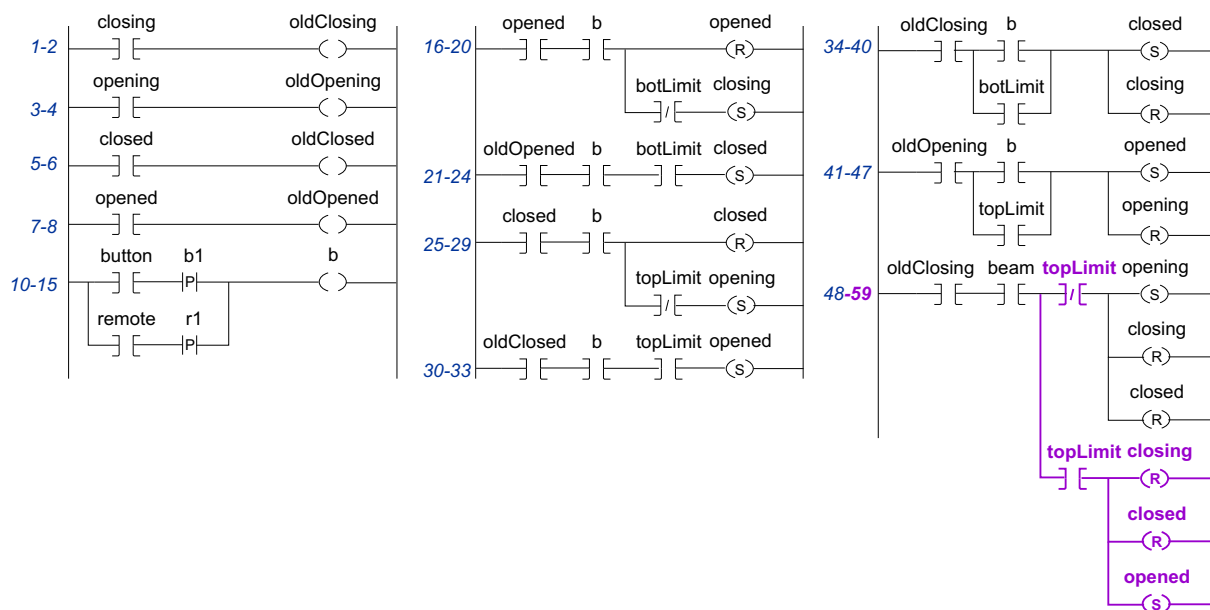 closing oldClosing
1-2
opening oldOpening
3-4
closed oldClosed
5-6
opened oldOpened
7-8
button b1 b
10-15 P
remote r1
P
opened b opened
16-20 R
botLimit closing
/ S
oldOpened b botLimit closed
21-24 S
closed b closed
25-29 R
topLimit opening
/ S
oldClosed b topLimit opened
30-33 S
oldClosing b closed
34-40 S
botLimit closing
R
oldOpening b opened
41-47 S
topLimit opening
R
oldClosing beam topLimit opening
48-59 / S
closing
R
closed
R
topLimit closing
R
closed
R
opened
S